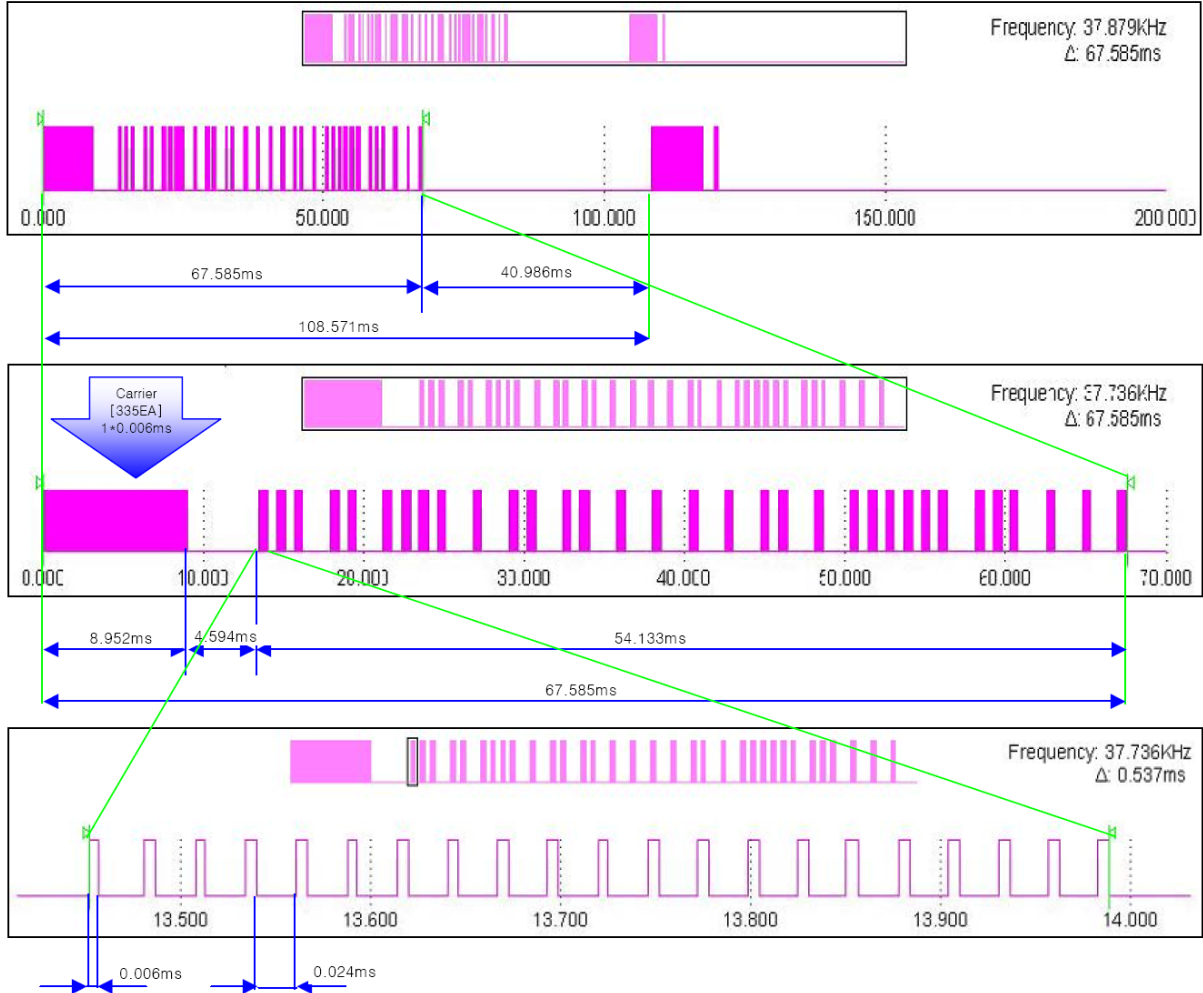 Frequency: 37.879KHz
Δ: 67.585ms
0.000 50.000 100.000 150.000 200.000
67.585ms 40.986ms
108.571ms
Carrier
[335EA]
1*0.006ms
Frequency: 37.736KHz
Δ: 67.585ms
0.000 10.000 20.000 30.000 40.000 50.000 60.000 70.000
8.952ms 4.594ms 54.133ms
67.585ms
Frequency: 37.736KHz
Δ: 0.537ms
13.500 13.600 13.700 13.800 13.900 14.000
0.006ms 0.024ms